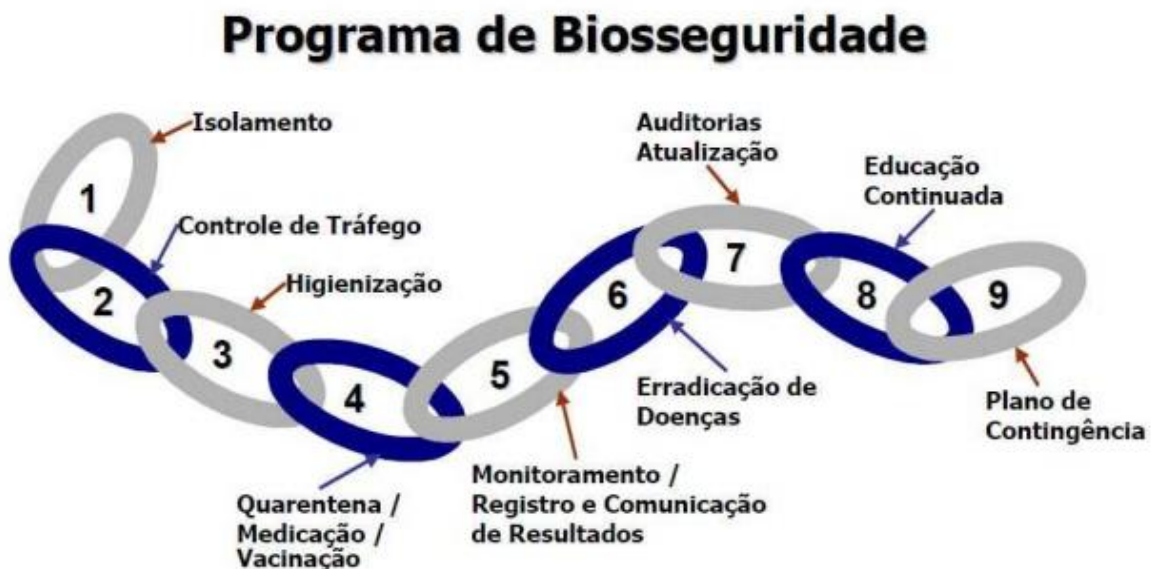 Programa de Biosseguridade
1
Isolamento
2
Controle de Tráfego
3
Higienização
4
Quarentena /
Medicação /
Vacinação
5
Monitoramento /
Registro e Comunicação
de Resultados
6
Erradicação de
Doenças
7
Auditorias
Atualização
8
Educação
Continuada
9
Plano de
Contingência